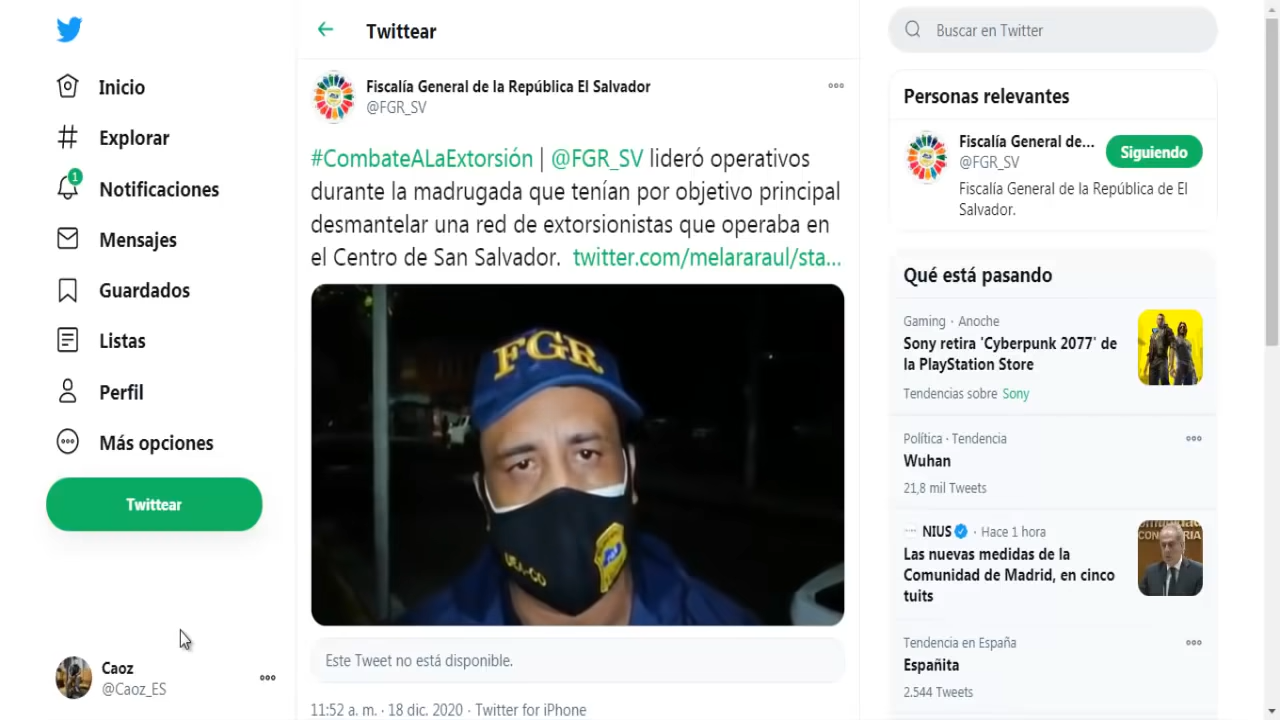 Inicio
Explorar
1
Notificaciones
Mensajes
Guardados
Listas
Perfil
Más opciones
Twittear
Caoz
@Caoz_ES
Twittear
Fiscalía General de la República El Salvador
@FGR_SV
#CombateALaExtorsión | @FGR_SV lideró operativos
durante la madrugada que tenían por objetivo principal
desmantelar una red de extorsionistas que operaba en
el Centro de San Salvador. twitter.com/melararaul/sta...
FGR
Este Tweet no está disponible.
11:52 a. m. · 18 dic. 2020 · Twitter for iPhone
Buscar en Twitter
Personas relevantes
Fiscalía General de...
@FGR_SV
Siguiendo
Fiscalía General de la República de El
Salvador.
Qué está pasando
Gaming · Anoche
Sony retira 'Cyberpunk 2077' de
la PlayStation Store
Tendencias sobre Sony
Política · Tendencia
Wuhan
21,8 mil Tweets
NIUS · Hace 1 hora
Las nuevas medidas de la
Comunidad de Madrid, en cinco
tuits
Tendencia en España
Españita
2.544 Tweets